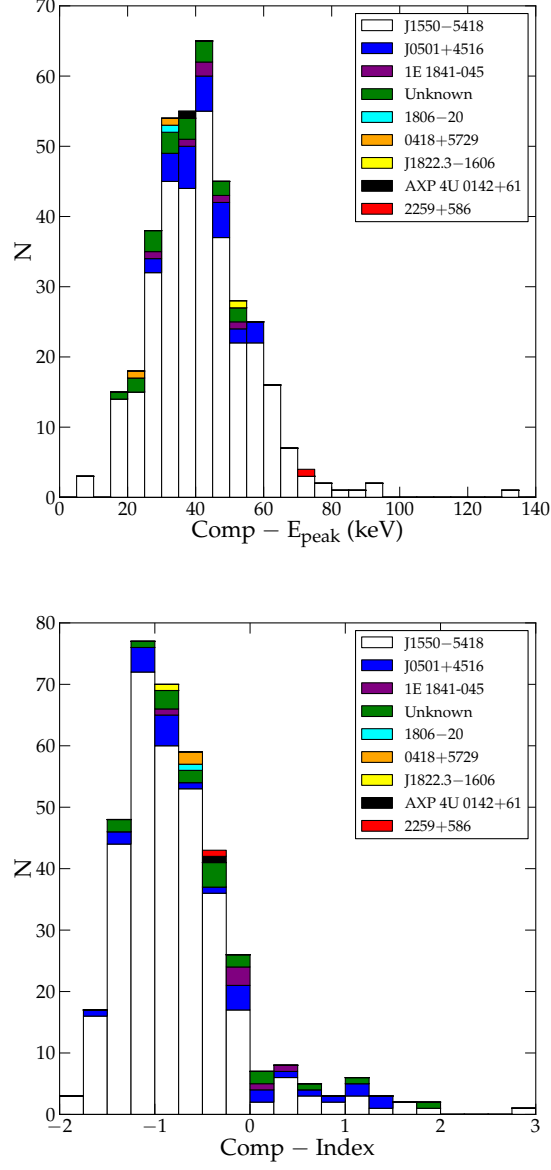 70
60
50
40
30
20
10
0
N
0 20 40 60 80 100 120 140
Comp − E_peak (keV)
J1550−5418
J0501+4516
1E 1841-045
Unknown
1806−20
0418+5729
J1822.3−1606
AXP 4U 0142+61
2259+586
80
70
60
50
40
30
20
10
0
N
−2 −1 0 1 2 3
Comp − Index
J1550−5418
J0501+4516
1E 1841-045
Unknown
1806−20
0418+5729
J1822.3−1606
AXP 4U 0142+61
2259+586